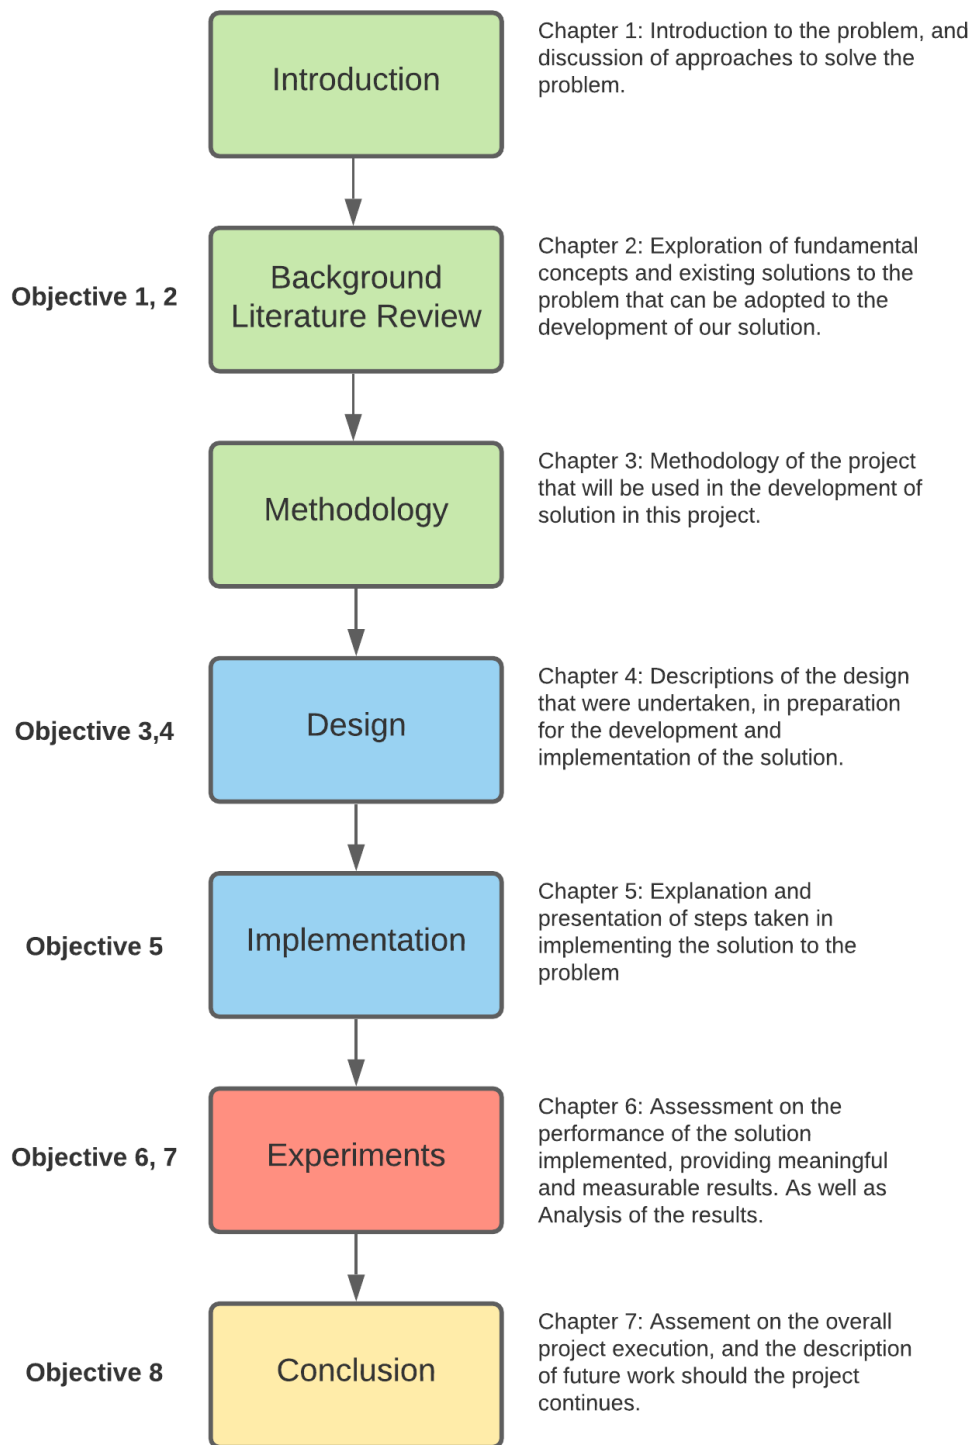 Introduction
Chapter 1: Introduction to the problem, and
discussion of approaches to solve the
problem.
Objective 1, 2
Background
Literature Review
Chapter 2: Exploration of fundamental
concepts and existing solutions to the
problem that can be adopted to the
development of our solution.
Methodology
Chapter 3: Methodology of the project
that will be used in the development of
solution in this project.
Objective 3,4
Design
Chapter 4: Descriptions of the design
that were undertaken, in preparation
for the development and
implementation of the solution.
Objective 5
Implementation
Chapter 5: Explanation and
presentation of steps taken in
implementing the solution to the
problem
Objective 6, 7
Experiments
Chapter 6: Assessment on the
performance of the solution
implemented, providing meaningful
and measurable results. As well as
Analysis of the results.
Objective 8
Conclusion
Chapter 7: Assement on the overall
project execution, and the description
of future work should the project
continues.